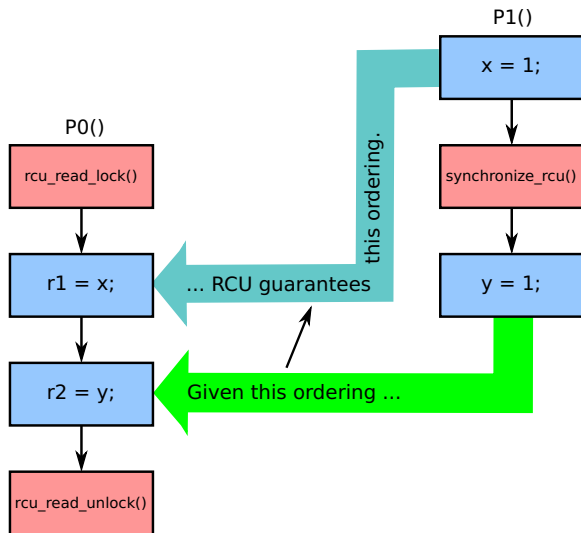 P1()
x = 1;
P0()
rcu_read_lock()
synchronize_rcu()
this ordering.
r1 = x;
... RCU guarantees
y = 1;
r2 = y;
Given this ordering ...
rcu_read_unlock()